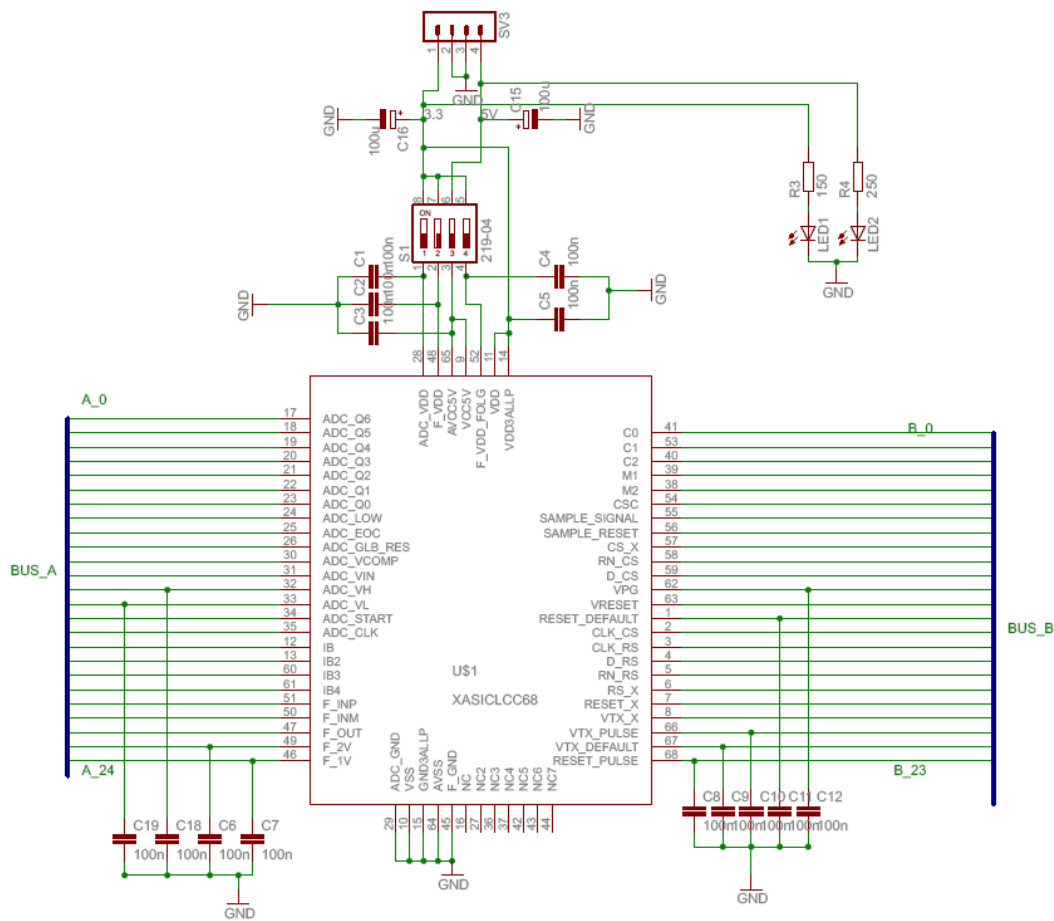 SV3
1 2 3 4
GND
C15
100u
GND
GND
100u
C16
3.3
5V
R3
150
R4
250
LED1
LED2
GND
8 7 6 5
ON
1 2 3 4
S1
219-04
1 2 3 4
C1
100n
C2
100n
C3
100n
GND
C4
100n
C5
100n
GND
28 48 65 9 52 11 14
ADC_VDD
F_VDD
AVCC5V
VCC5V
F_VDD_FOLG
VDD
VDD3ALLP
A_0
BUS_A
A_24
17 ADC_Q6
18 ADC_Q5
19 ADC_Q4
20 ADC_Q3
21 ADC_Q2
22 ADC_Q1
23 ADC_Q0
24 ADC_LOW
25 ADC_EOC
26 ADC_GLB_RES
30 ADC_VCOMP
31 ADC_VIN
32 ADC_VH
33 ADC_VL
34 ADC_START
35 ADC_CLK
12 IB
13 IB2
60 IB3
61 IB4
51 F_INP
50 F_INM
47 F_OUT
49 F_2V
46 F_1V
U$1
XASICLCC68
C0 41
C1 53
C2 40
M1 39
M2 38
CSC 54
SAMPLE_SIGNAL 55
SAMPLE_RESET 56
CS_X 57
RN_CS 58
D_CS 59
VPG 62
VRESET 63
RESET_DEFAULT 1
CLK_CS 2
CLK_RS 3
D_RS 4
RN_RS 5
RS_X 6
RESET_X 7
VTX_X 8
VTX_PULSE 66
VTX_DEFAULT 67
RESET_PULSE 68
B_0
BUS_B
B_23
ADC_GND
VSS
GND3ALLP
AVSS
F_GND
NC
NC2
NC3
NC4
NC5
NC6
NC7
29 10 15 64 45 16 27 36 37 42 43 44
GND
C19
100n
C18
100n
C6
100n
C7
100n
GND
C8
100n
C9
100n
C10
100n
C11
100n
C12
100n
GND